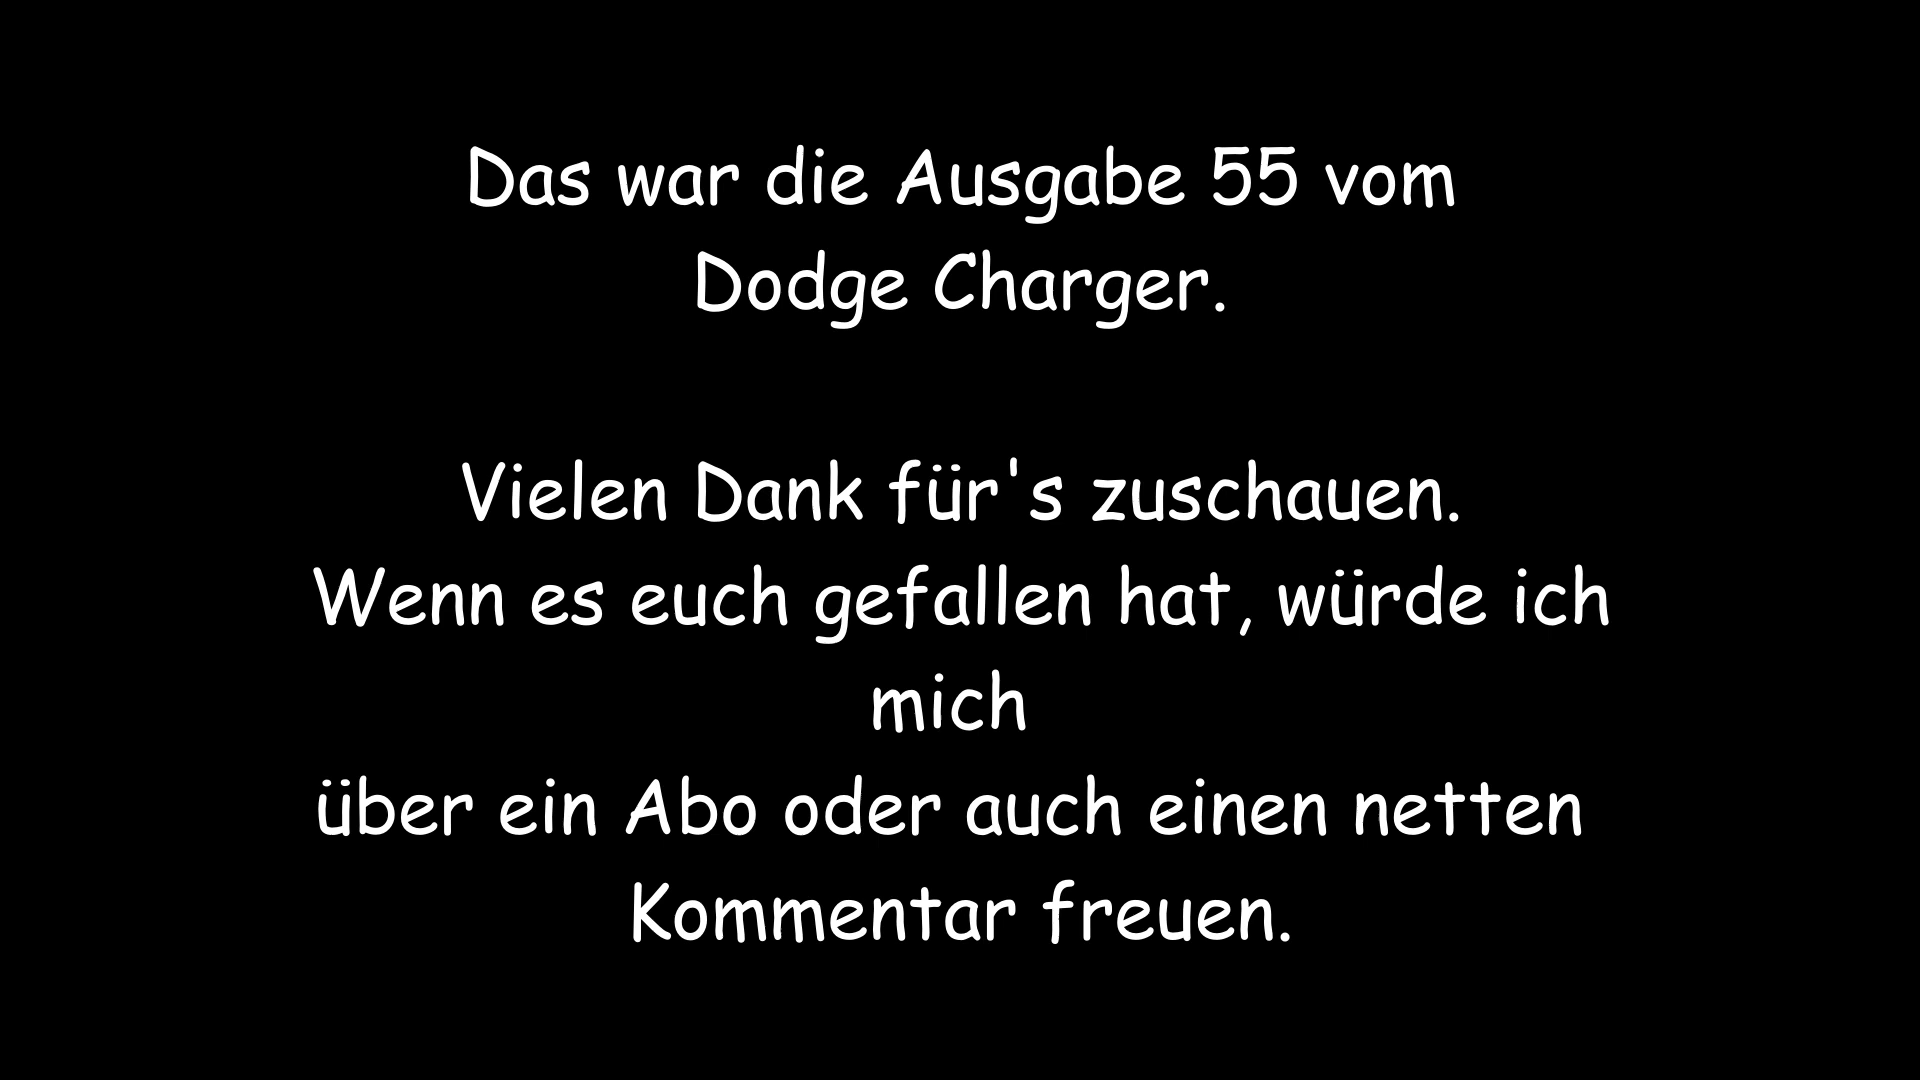 Das war die Ausgabe 55 vom
Dodge Charger.
Vielen Dank für's zuschauen.
Wenn es euch gefallen hat, würde ich
mich
über ein Abo oder auch einen netten
Kommentar freuen.